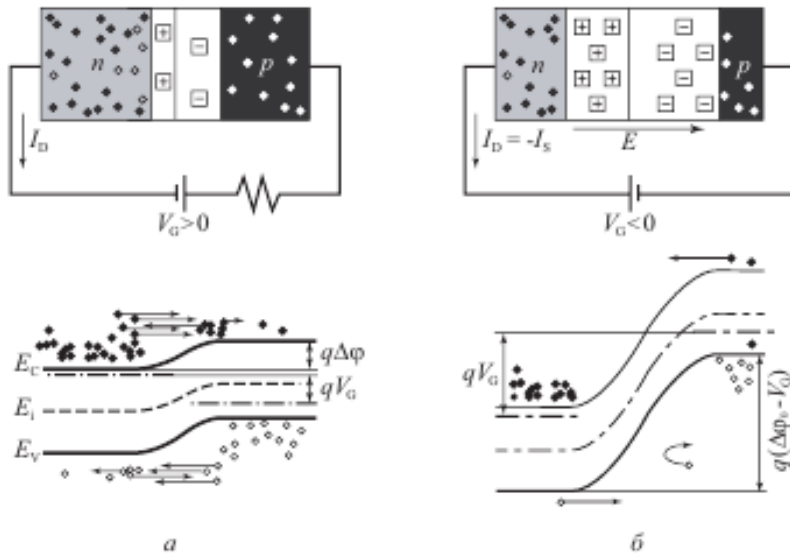 n
p
I_D
V_G>0
n
p
I_D = -I_S
E
V_G<0
E_C
E_i
E_V
qΔφ
qV_G
qV_G
q(Δφ_0 - V_G)
а
б